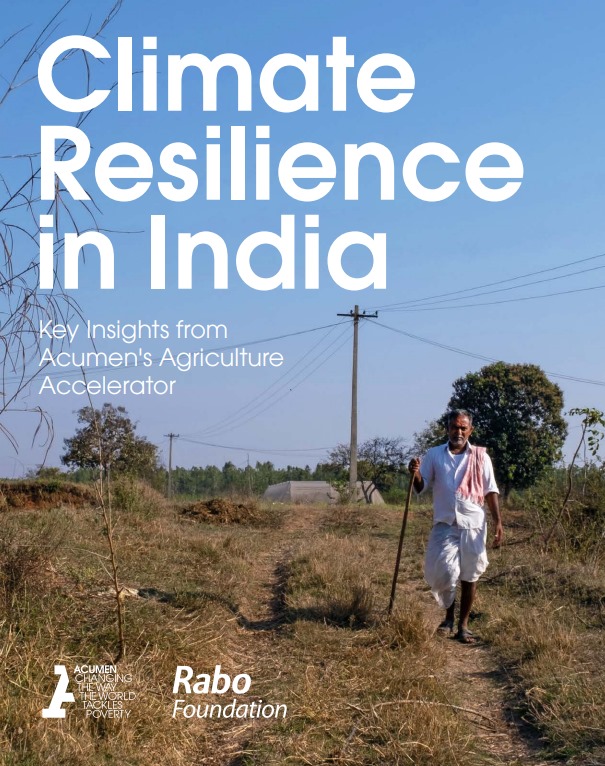 Climate
Resilience
in India
Key Insights from
Acumen's Agriculture
Accelerator
ACUMEN
CHANGING
THE WAY
THE WORLD
TACKLES
POVERTY
Rabo
Foundation